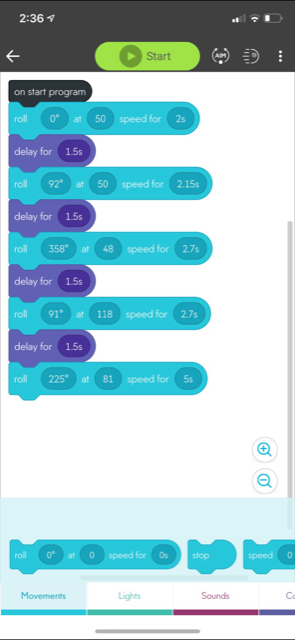 2:36
Start
AIM
on start program
roll 0° at 50 speed for 2s
delay for 1.5s
roll 92° at 50 speed for 2.15s
delay for 1.5s
roll 358° at 48 speed for 2.7s
delay for 1.5s
roll 91° at 118 speed for 2.7s
delay for 1.5s
roll 225° at 81 speed for 5s
roll 0° at 0 speed for 0s stop speed 0
Movements Lights Sounds